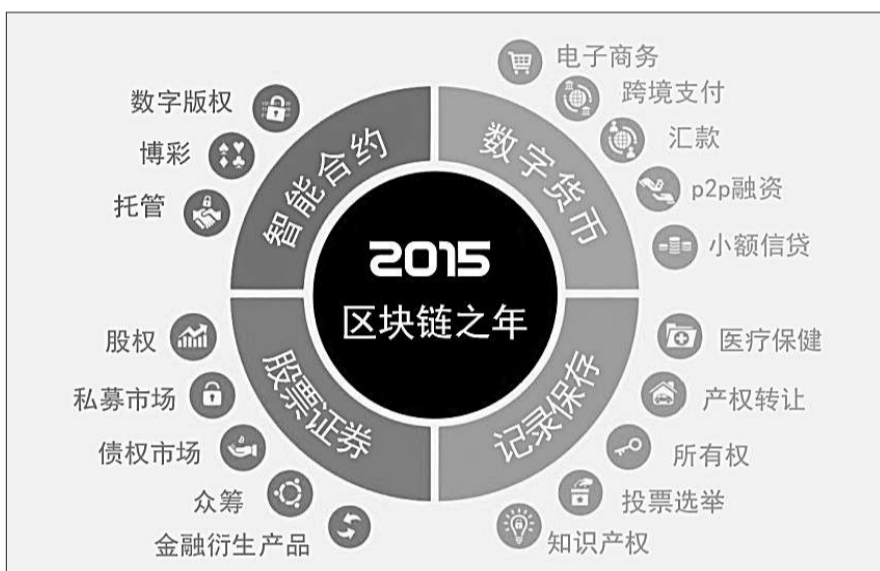 2015
区块链之年
智能合约
数字版权
博彩
托管
数字货币
电子商务
跨境支付
汇款
p2p融资
小额信贷
股票证券
股权
私募市场
债权市场
众筹
金融衍生产品
记录保存
医疗保健
产权转让
所有权
投票选举
知识产权